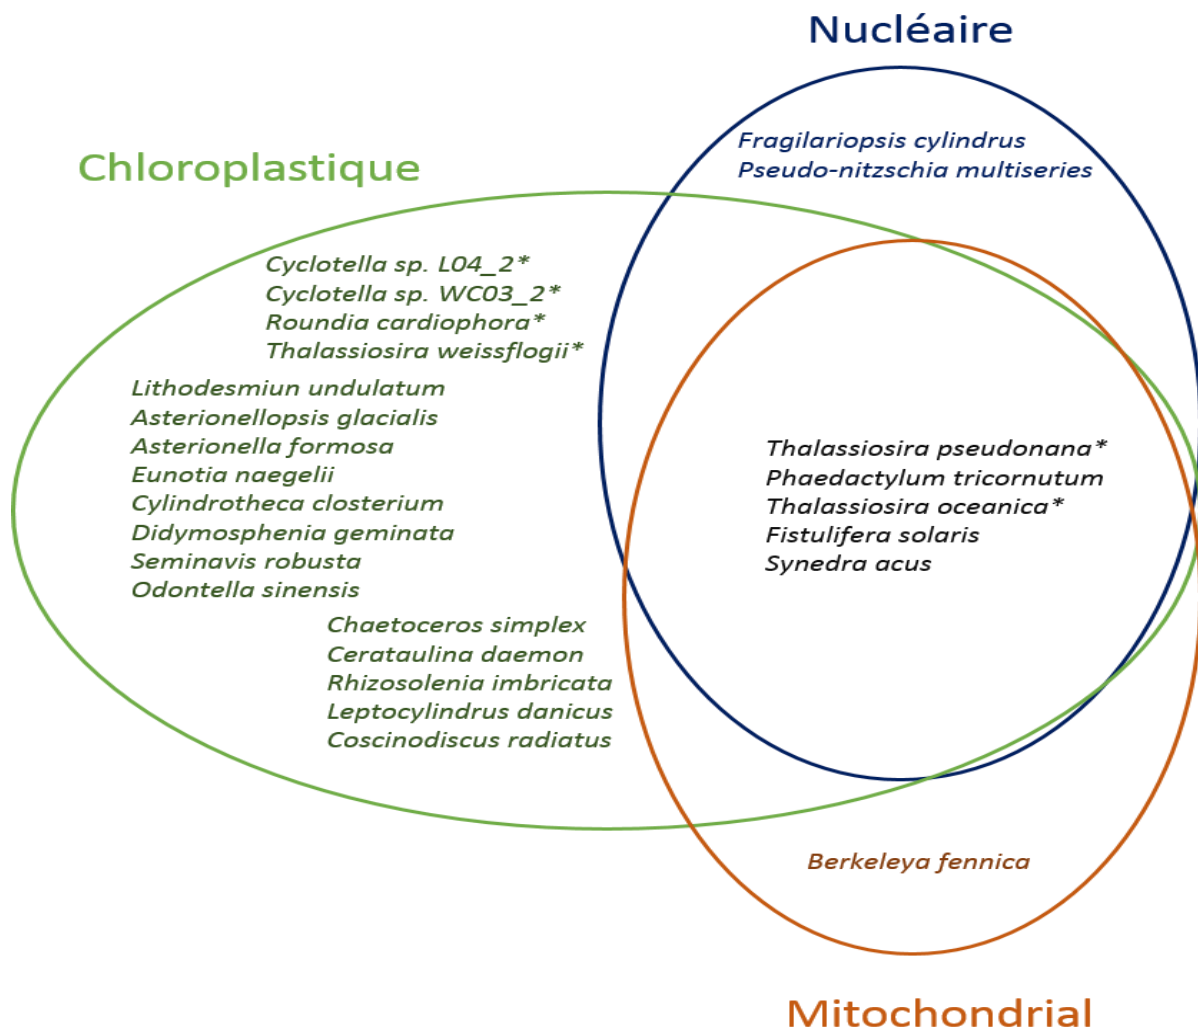 Nucléaire
Fragilariopsis cylindrus
Pseudo-nitzschia multiseries
Chloroplastique
Cyclotella sp. L04_2*
Cyclotella sp. WC03_2*
Roundia cardiophora*
Thalassiosira weissflogii*
Lithodesmiun undulatum
Asterionellopsis glacialis
Asterionella formosa
Eunotia naegelii
Cylindrotheca closterium
Didymosphenia geminata
Seminavis robusta
Odontella sinensis
Chaetoceros simplex
Cerataulina daemon
Rhizosolenia imbricata
Leptocylindrus danicus
Coscinodiscus radiatus
Thalassiosira pseudonana*
Phaedactylum tricornutum
Thalassiosira oceanica*
Fistulifera solaris
Synedra acus
Berkeleya fennica
Mitochondrial